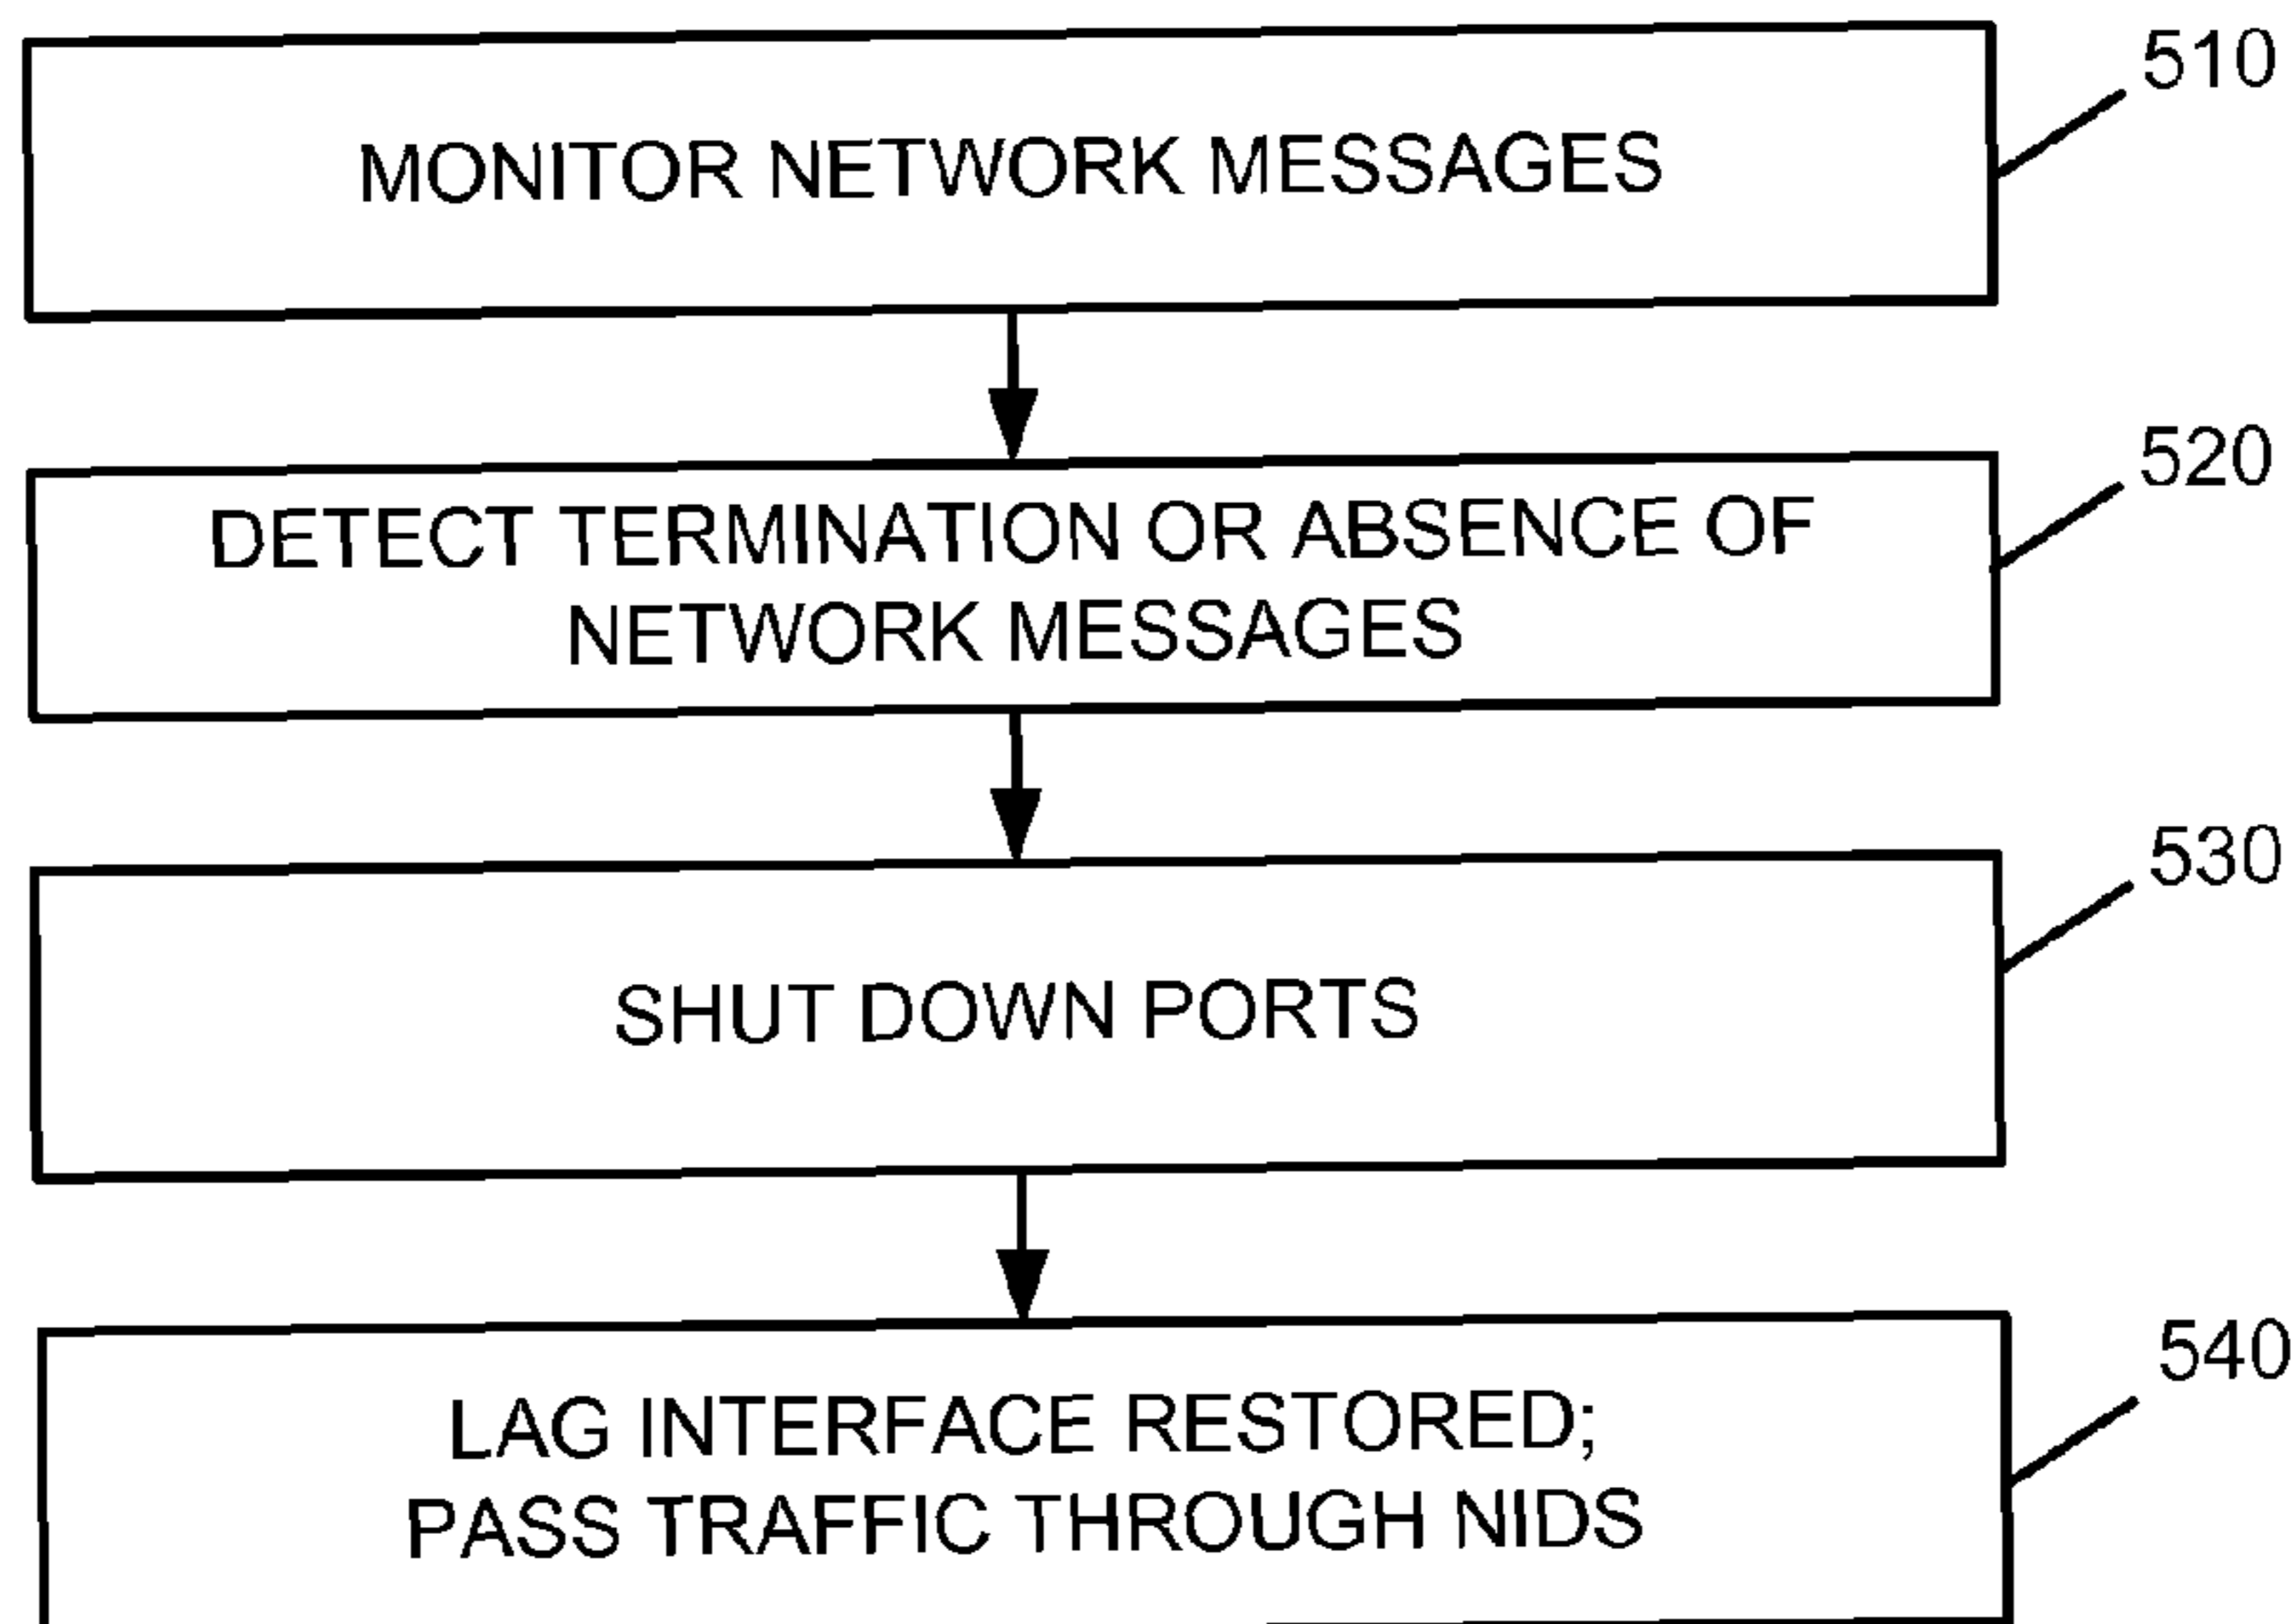 510
MONITOR NETWORK MESSAGES
520
DETECT TERMINATION OR ABSENCE OF
NETWORK MESSAGES
530
SHUT DOWN PORTS
540
LAG INTERFACE RESTORED;
PASS TRAFFIC THROUGH NIDS